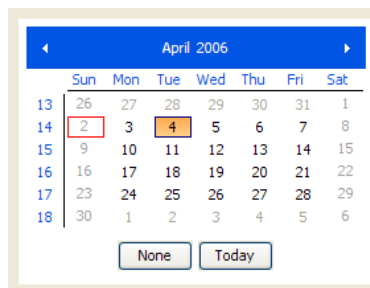 April 2006
Sun Mon Tue Wed Thu Fri Sat
13 26 27 28 29 30 31 1
14 2 3 4 5 6 7 8
15 9 10 11 12 13 14 15
16 16 17 18 19 20 21 22
17 23 24 25 26 27 28 29
18 30 1 2 3 4 5 6
None Today